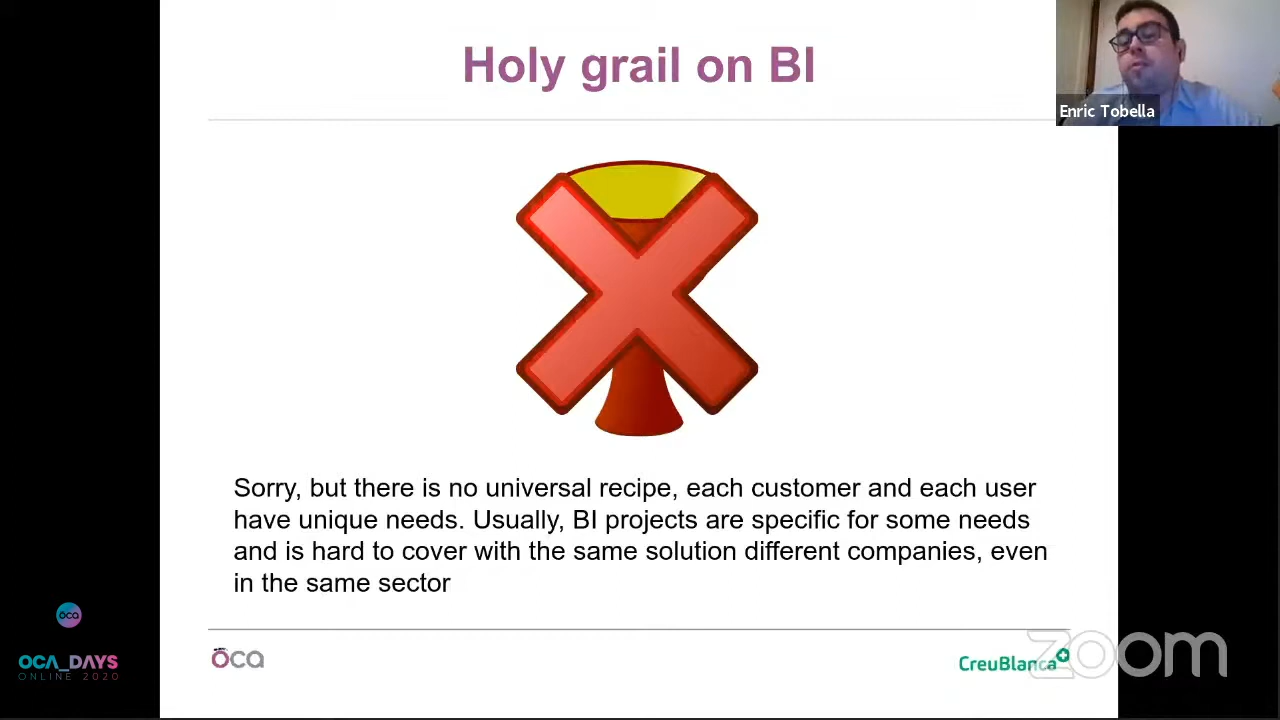 Holy grail on BI
Enric Tobella
Sorry, but there is no universal recipe, each customer and each user
have unique needs. Usually, BI projects are specific for some needs
and is hard to cover with the same solution different companies, even
in the same sector
oca
OCA_DAYS
ONLINE 2020
oca
CreuBlanca
zoom